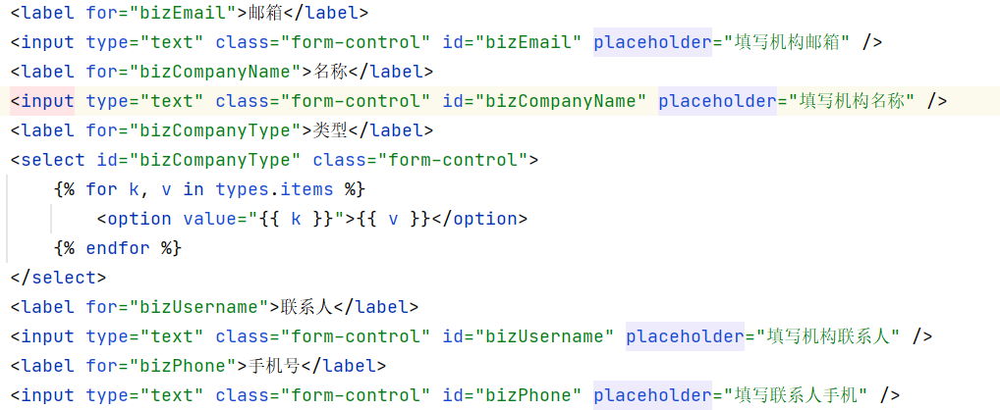 <label for="bizEmail">邮箱</label>
<input type="text" class="form-control" id="bizEmail" placeholder="填写机构邮箱" />
<label for="bizCompanyName">名称</label>
<input type="text" class="form-control" id="bizCompanyName" placeholder="填写机构名称" />
<label for="bizCompanyType">类型</label>
<select id="bizCompanyType" class="form-control">
    {% for k, v in types.items %}
        <option value="{{ k }}">{{ v }}</option>
    {% endfor %}
</select>
<label for="bizUsername">联系人</label>
<input type="text" class="form-control" id="bizUsername" placeholder="填写机构联系人" />
<label for="bizPhone">手机号</label>
<input type="text" class="form-control" id="bizPhone" placeholder="填写联系人手机" />